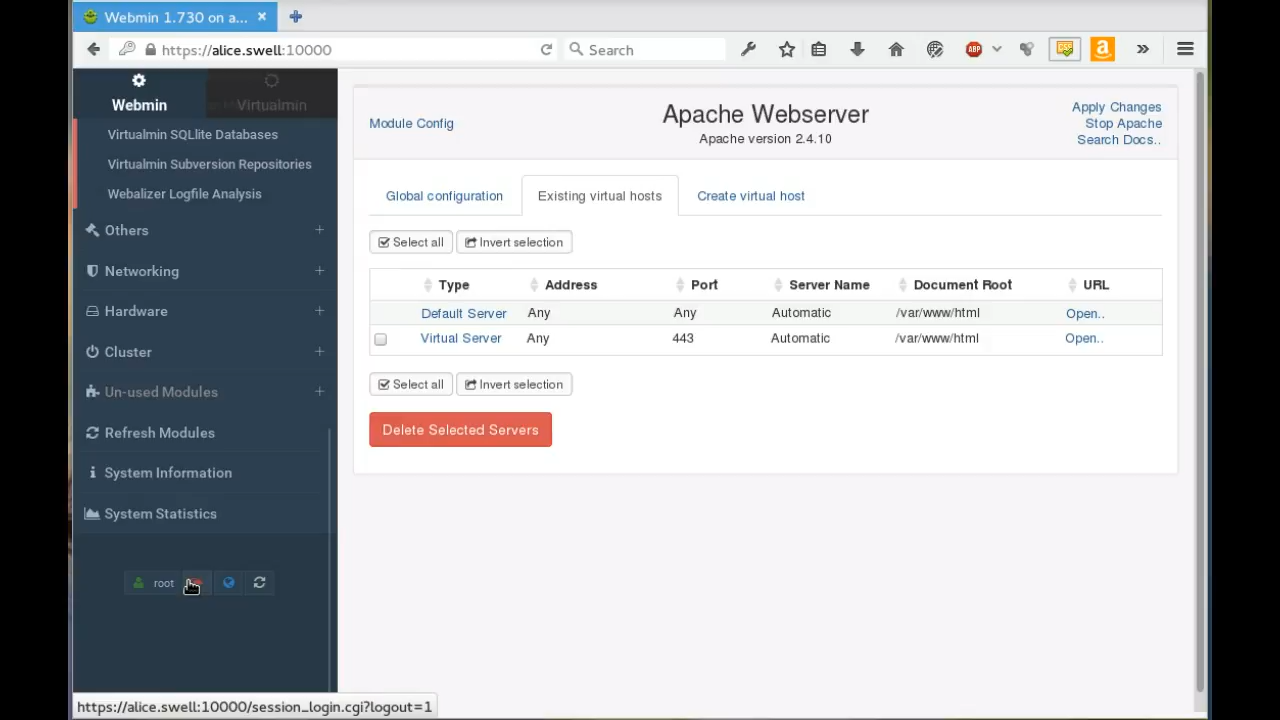 Webmin 1.730 on a...
https://alice.swell:10000
Search
ABP
Webmin
Virtualmin
Virtualmin SQLlite Databases
Virtualmin Subversion Repositories
Webalizer Logfile Analysis
Others
Networking
Hardware
Cluster
Un-used Modules
Refresh Modules
System Information
System Statistics
root
Module Config
Apache Webserver
Apache version 2.4.10
Apply Changes
Stop Apache
Search Docs..
Global configuration
Existing virtual hosts
Create virtual host
Select all
Invert selection
Type Address Port Server Name Document Root URL
Default Server Any Any Automatic /var/www/html Open..
Virtual Server Any 443 Automatic /var/www/html Open..
Select all
Invert selection
Delete Selected Servers
https://alice.swell:10000/session_login.cgi?logout=1